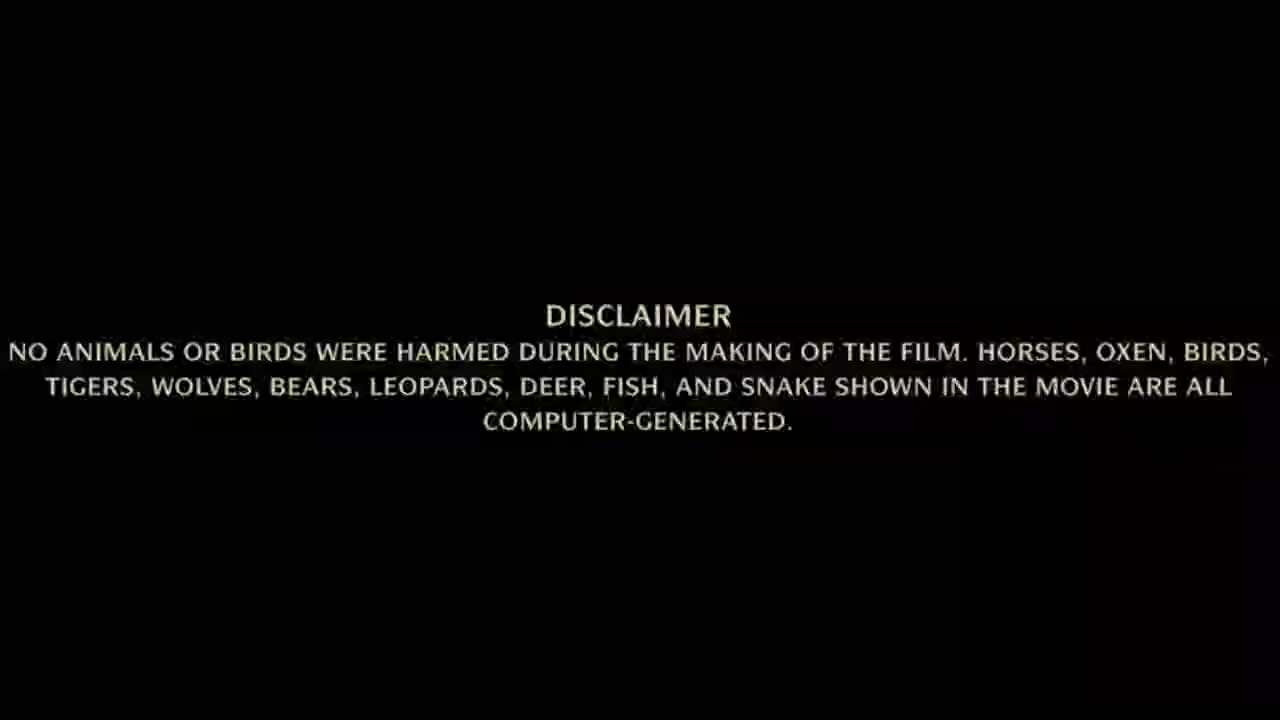 DISCLAIMER
NO ANIMALS OR BIRDS WERE HARMED DURING THE MAKING OF THE FILM. HORSES, OXEN, BIRDS,
TIGERS, WOLVES, BEARS, LEOPARDS, DEER, FISH, AND SNAKE SHOWN IN THE MOVIE ARE ALL
COMPUTER-GENERATED.